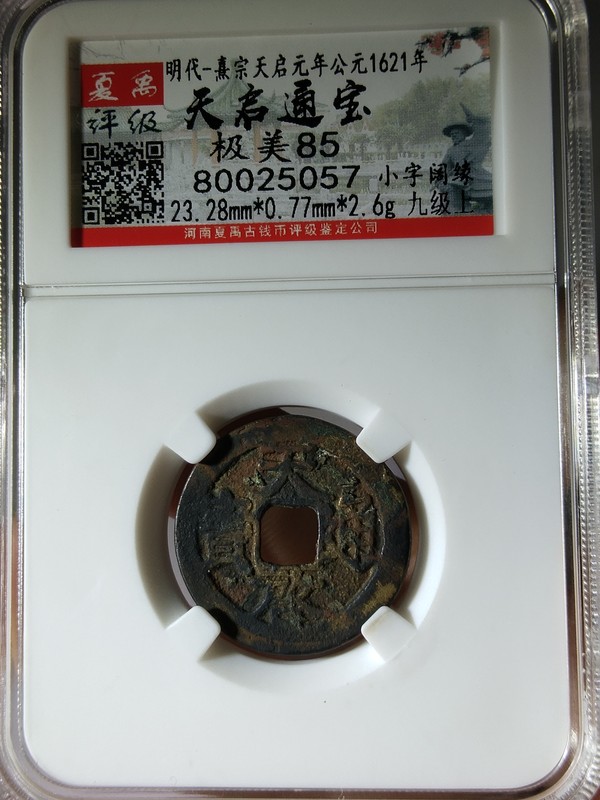 明代-熹宗天启元年公元1621年
夏禹
天启通宝
评级
极美85
80025057 小字阔缘
23.28mm*0.77mm*2.6g 九级上
河南夏禹古钱币评级鉴定公司
天